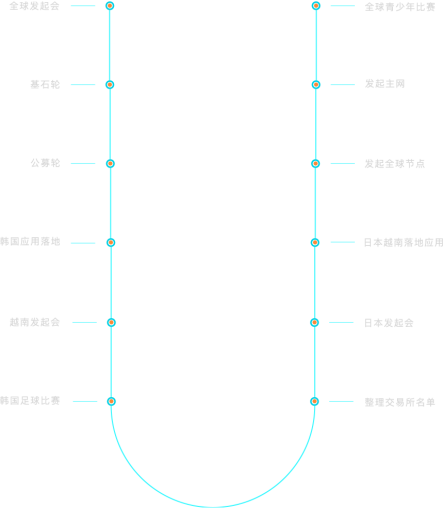 全球发起会
全球青少年比赛
基石轮
发起主网
公募轮
发起全球节点
韩国应用落地
日本越南落地应用
越南发起会
日本发起会
韩国足球比赛
整理交易所名单